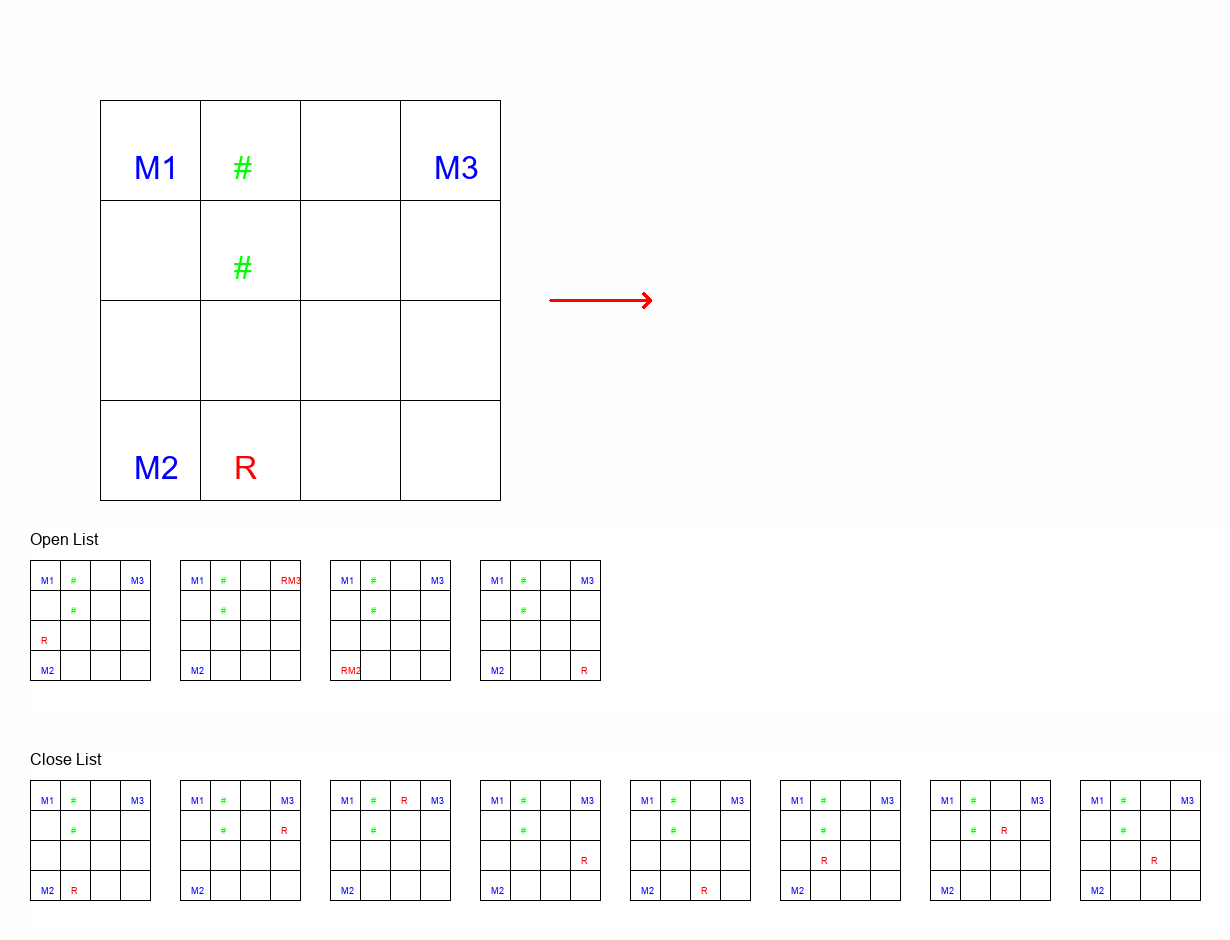 M1 # M3
#
M2 R
Open List
M1 # M3 M1 # RM3 M1 # M3 M1 # M3
# # # #
R
M2 M2 RM2 M2 R
Close List
M1 # M3 M1 # M3 M1 # R M3 M1 # M3 M1 # M3 M1 # M3 M1 # M3 M1 # M3
# # R # # # # # R #
R R R
M2 R M2 M2 M2 M2 R M2 M2 M2